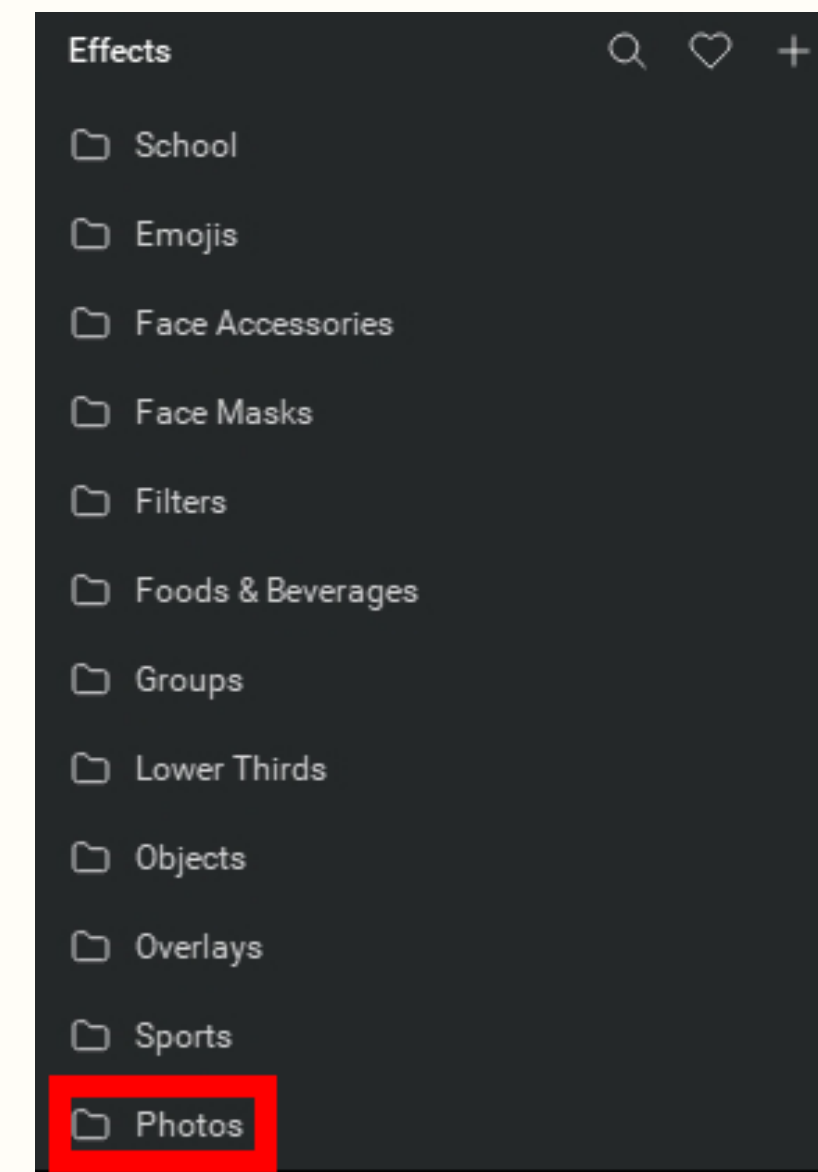 Effects
School
Emojis
Face Accessories
Face Masks
Filters
Foods & Beverages
Groups
Lower Thirds
Objects
Overlays
Sports
Photos